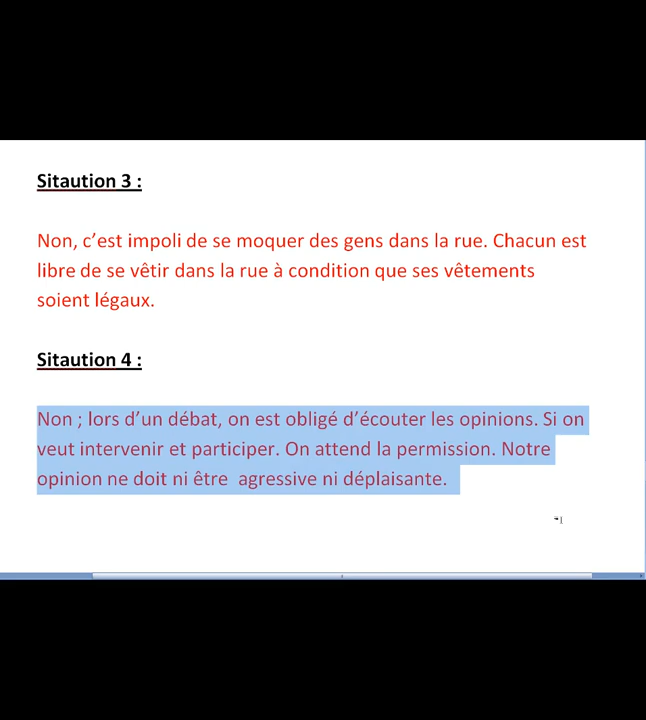 Sitaution 3 :
Non, c’est impoli de se moquer des gens dans la rue. Chacun est
libre de se vêtir dans la rue à condition que ses vêtements
soient légaux.
Sitaution 4 :
Non ; lors d’un débat, on est obligé d’écouter les opinions. Si on
veut intervenir et participer. On attend la permission. Notre
opinion ne doit ni être  agressive ni déplaisante.